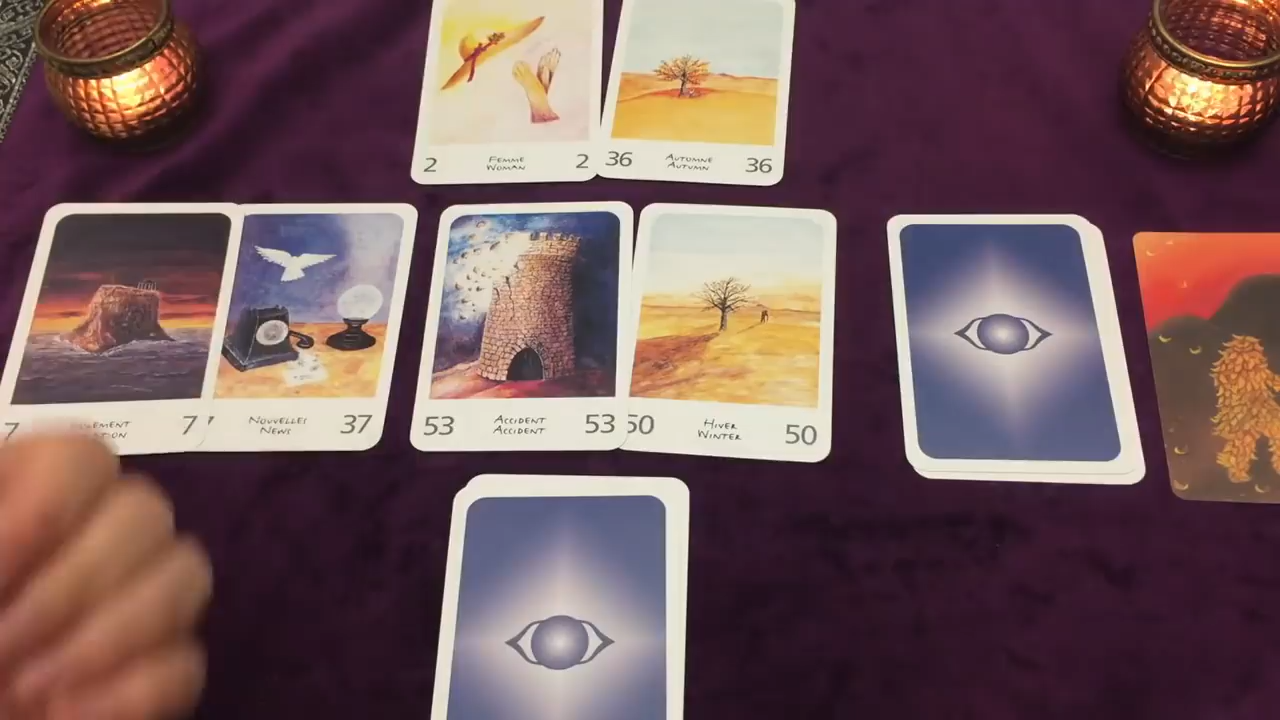 2 FEMME 2
WOMAN
36 AUTOMNE 36
AUTUMN
7 7
NOUVELLES 37
NEWS
53 ACCIDENT 53
ACCIDENT
50 HIVER 50
WINTER